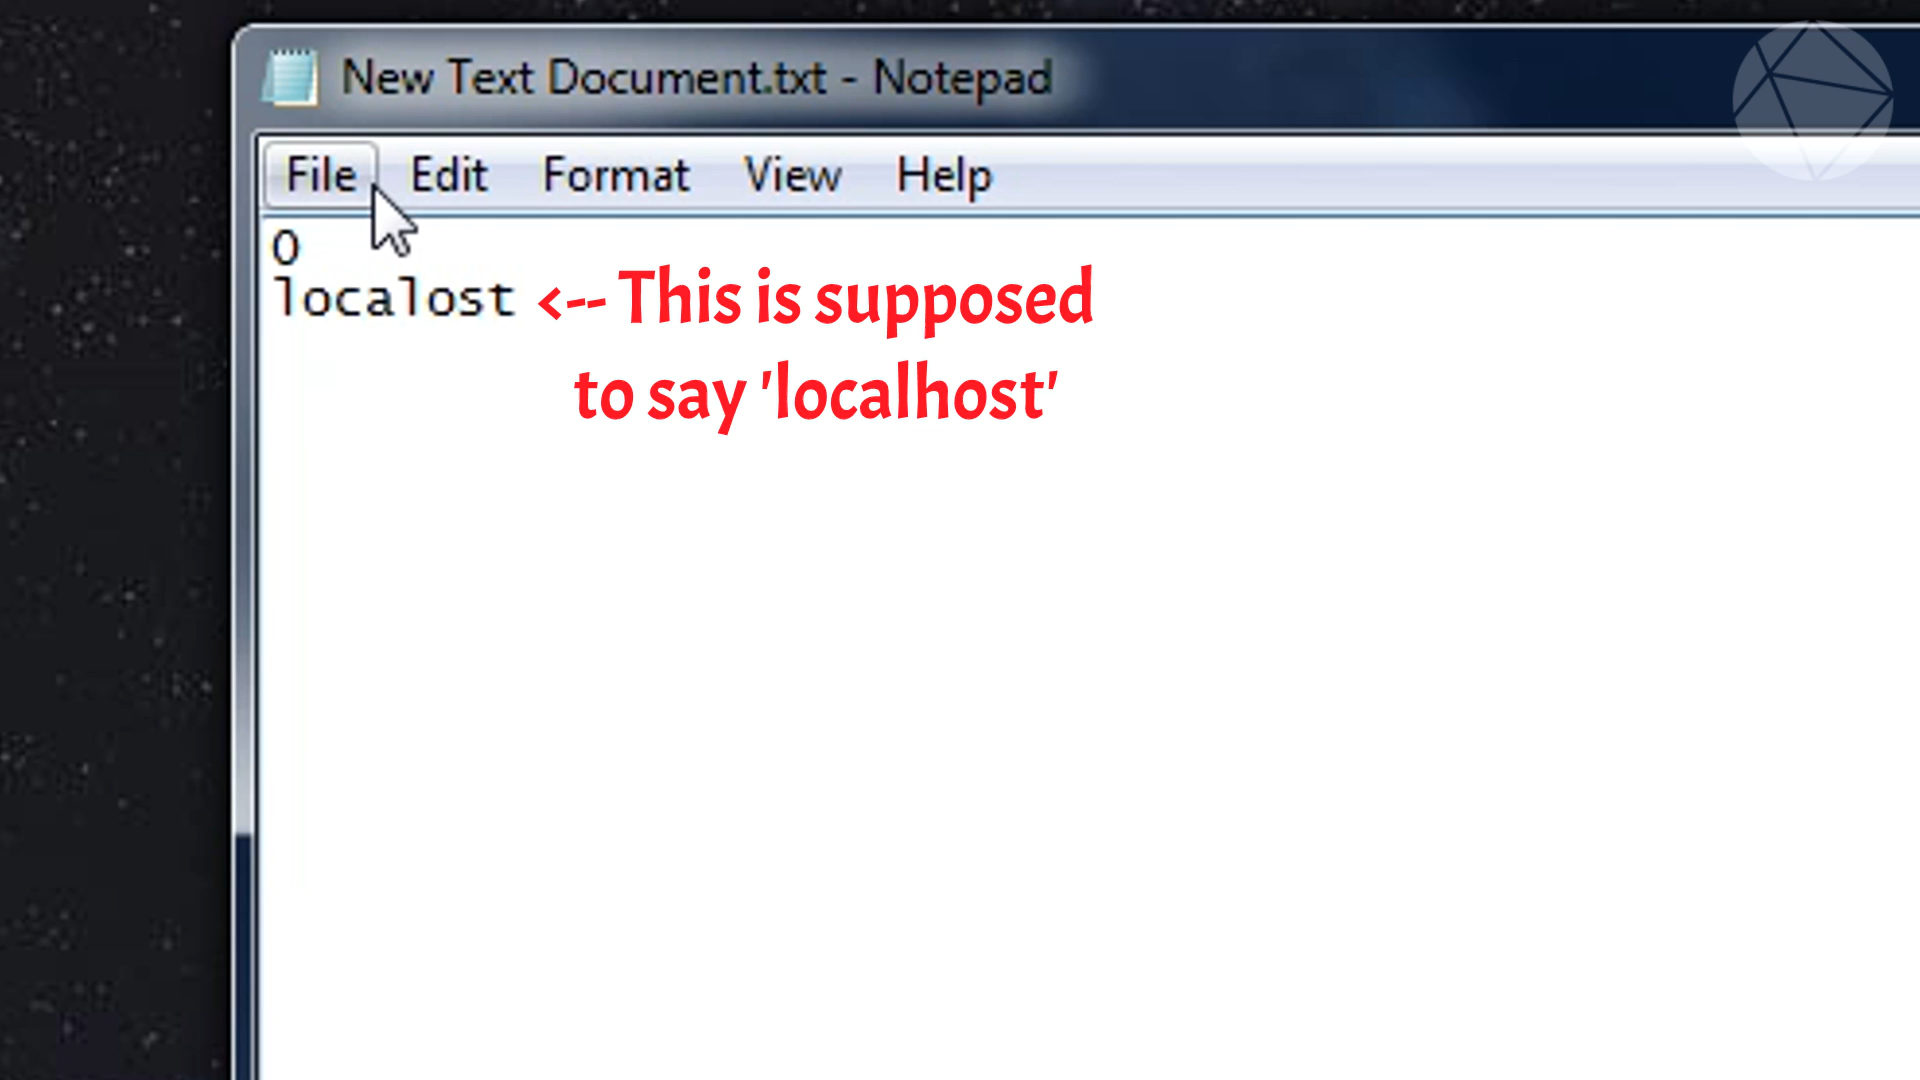 New Text Document.txt - Notepad
File Edit Format View Help
0
localost <-- This is supposed
to say 'localhost'